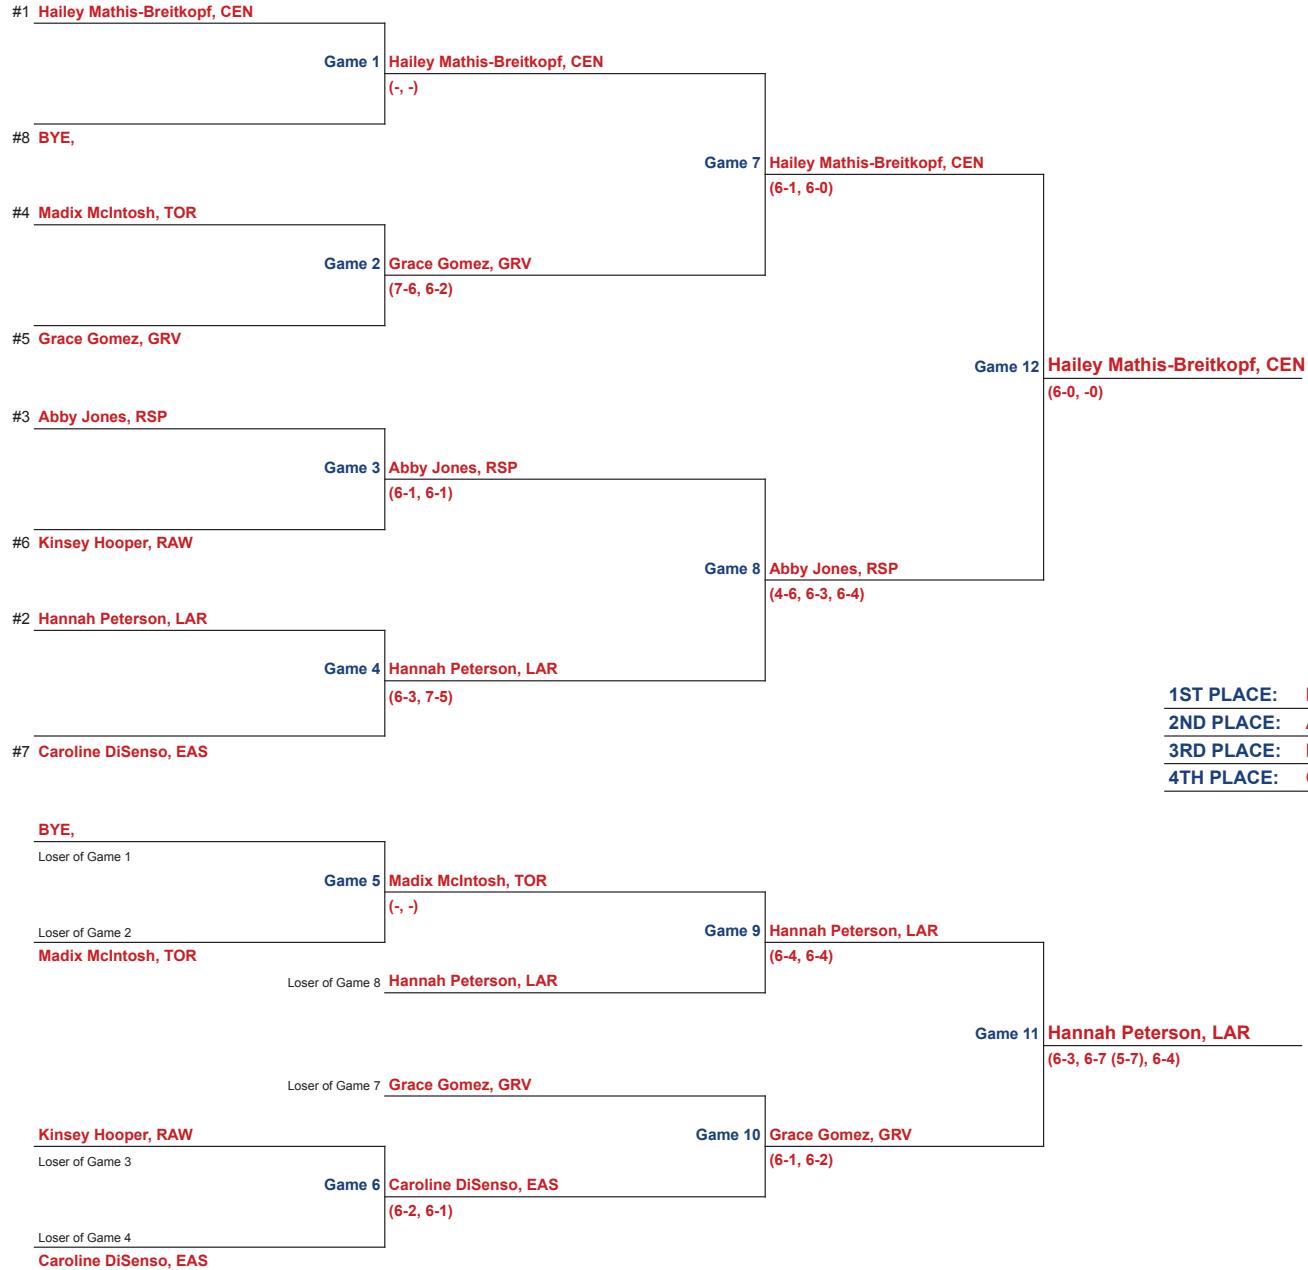 #1 Hailey Mathis-Breitkopf, CEN
Game 1 Hailey Mathis-Breitkopf, CEN
(-, -)
#8 BYE,
Game 7 Hailey Mathis-Breitkopf, CEN
(6-1, 6-0)
#4 Madix McIntosh, TOR
Game 2 Grace Gomez, GRV
(7-6, 6-2)
#5 Grace Gomez, GRV
Game 12 Hailey Mathis-Breitkopf, CEN
(6-0, -0)
#3 Abby Jones, RSP
Game 3 Abby Jones, RSP
(6-1, 6-1)
#6 Kinsey Hooper, RAW
Game 8 Abby Jones, RSP
(4-6, 6-3, 6-4)
#2 Hannah Peterson, LAR
Game 4 Hannah Peterson, LAR
(6-3, 7-5)
#7 Caroline DiSenso, EAS
1ST PLACE:
2ND PLACE:
3RD PLACE:
4TH PLACE:
BYE,
Loser of Game 1
Game 5 Madix McIntosh, TOR
(-, -)
Loser of Game 2
Madix McIntosh, TOR
Game 9 Hannah Peterson, LAR
(6-4, 6-4)
Loser of Game 8 Hannah Peterson, LAR
Game 11 Hannah Peterson, LAR
(6-3, 6-7 (5-7), 6-4)
Loser of Game 7 Grace Gomez, GRV
Kinsey Hooper, RAW
Loser of Game 3
Game 10 Grace Gomez, GRV
(6-1, 6-2)
Game 6 Caroline DiSenso, EAS
(6-2, 6-1)
Loser of Game 4
Caroline DiSenso, EAS